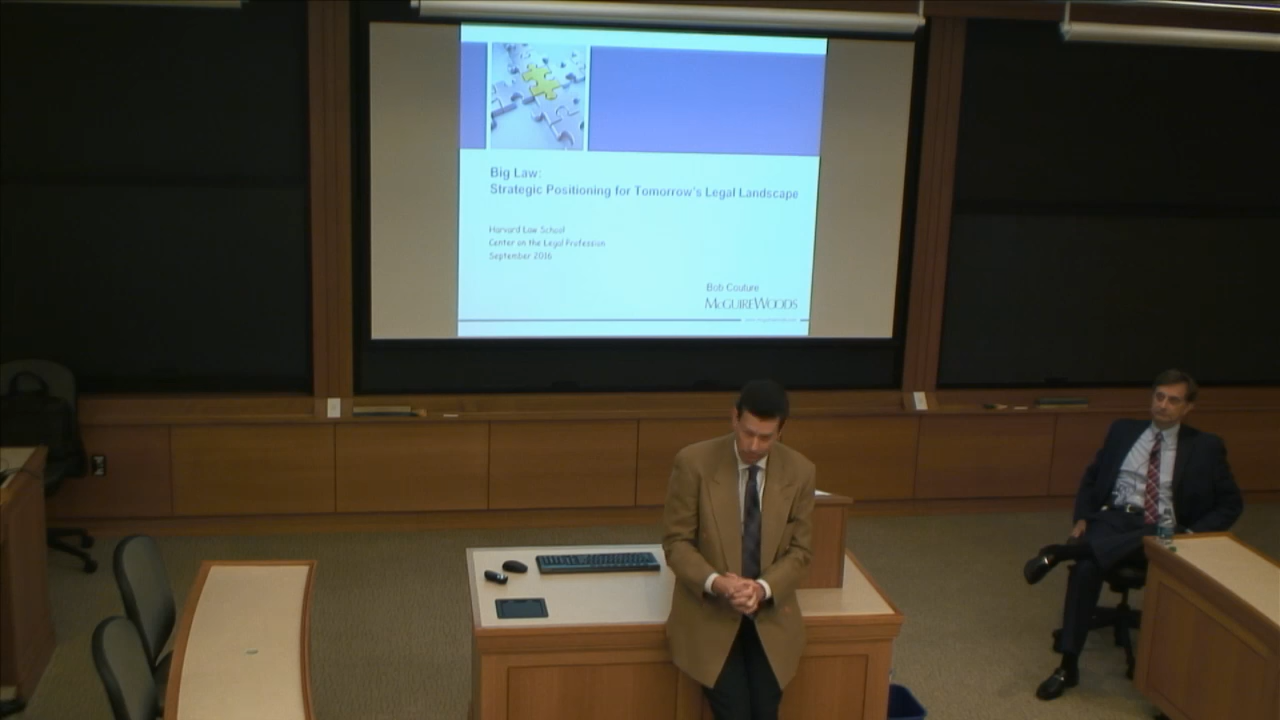 Big Law:
Strategic Positioning for Tomorrow's Legal Landscape
Harvard Law School
Center on the Legal Profession
September 2016
Bob Couture
McGUIREWOODS